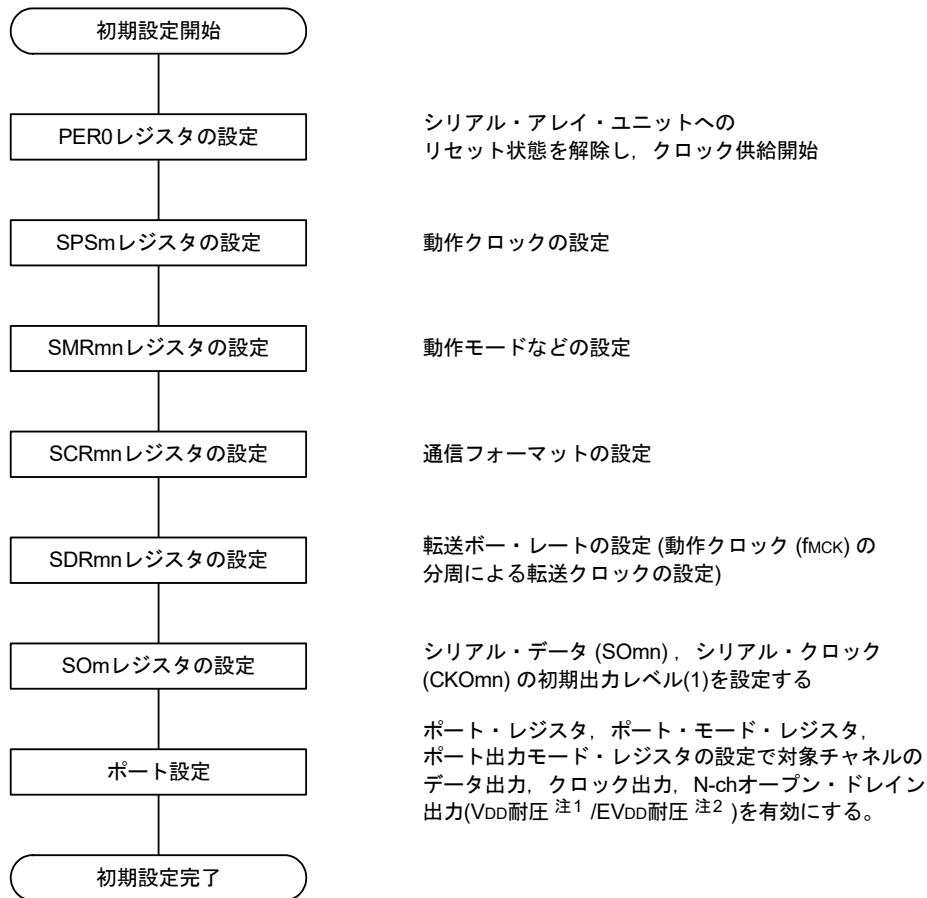 初期設定開始
PER0レジスタの設定
シリアル・アレイ・ユニットへの
リセット状態を解除し，クロック供給開始
SPSmレジスタの設定
動作クロックの設定
SMRmnレジスタの設定
動作モードなどの設定
SCRmnレジスタの設定
通信フォーマットの設定
SDRmnレジスタの設定
転送ボー・レートの設定 (動作クロック (fMCK) の
分周による転送クロックの設定)
SOmレジスタの設定
シリアル・データ (SOmn) ，シリアル・クロック
(CKOmn) の初期出力レベル(1)を設定する
ポート設定
ポート・レジスタ，ポート・モード・レジスタ，
ポート出力モード・レジスタの設定で対象チャネルの
データ出力，クロック出力，N-chオープン・ドレイン
出力(VDD耐圧 注1 /EVDD耐圧 注2 )を有効にする。
初期設定完了